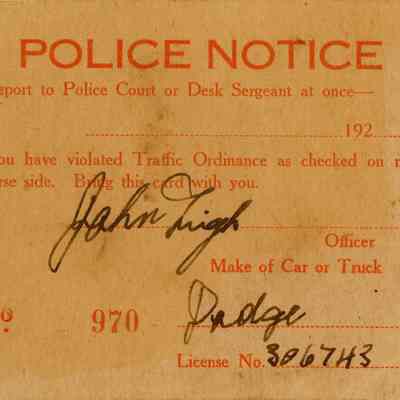 POLICE NOTICE
eport to Police Court or Desk Sergeant at once—
192
ou have violated Traffic Ordinance as checked on r
rse side. Bring this card with you.
John Tigh
Officer
Make of Car or Truck
o. 970 Dodge
License No. 306743